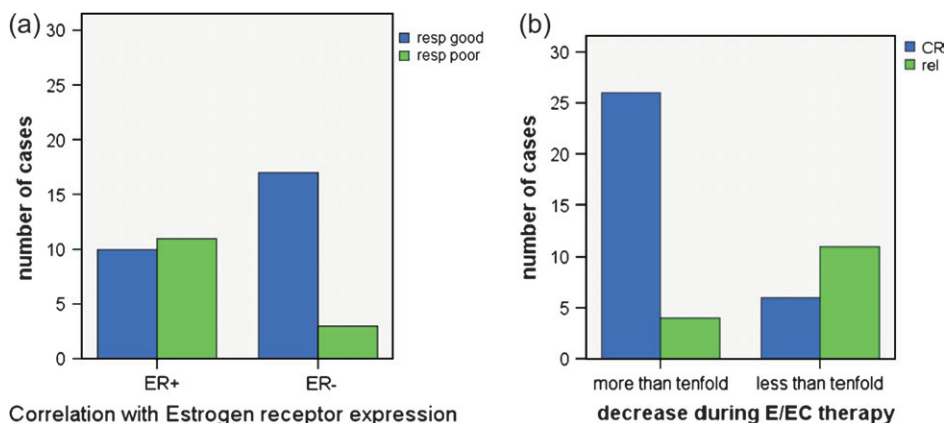 (a)
resp good
resp poor
number of cases
30
25
20
15
10
5
0
ER+ ER-
Correlation with Estrogen receptor expression
(b)
CR
rel
number of cases
30
25
20
15
10
5
0
more than tenfold less than tenfold
decrease during E/EC therapy